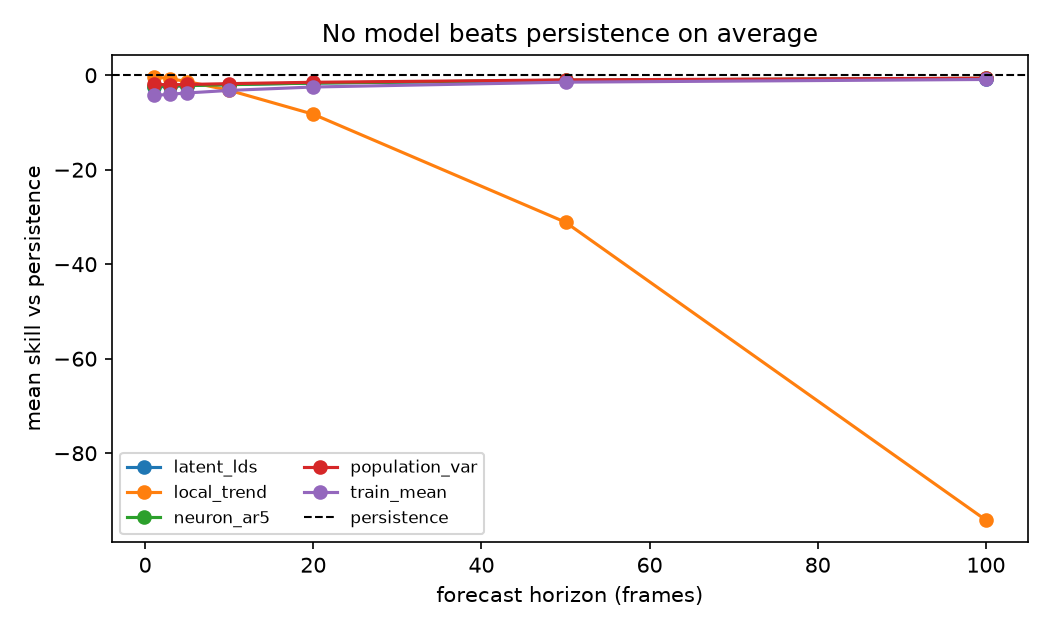 No model beats persistence on average
mean skill vs persistence
0
−20
−40
−60
−80
latent_lds
local_trend
neuron_ar5
population_var
train_mean
persistence
0 20 40 60 80 100
forecast horizon (frames)